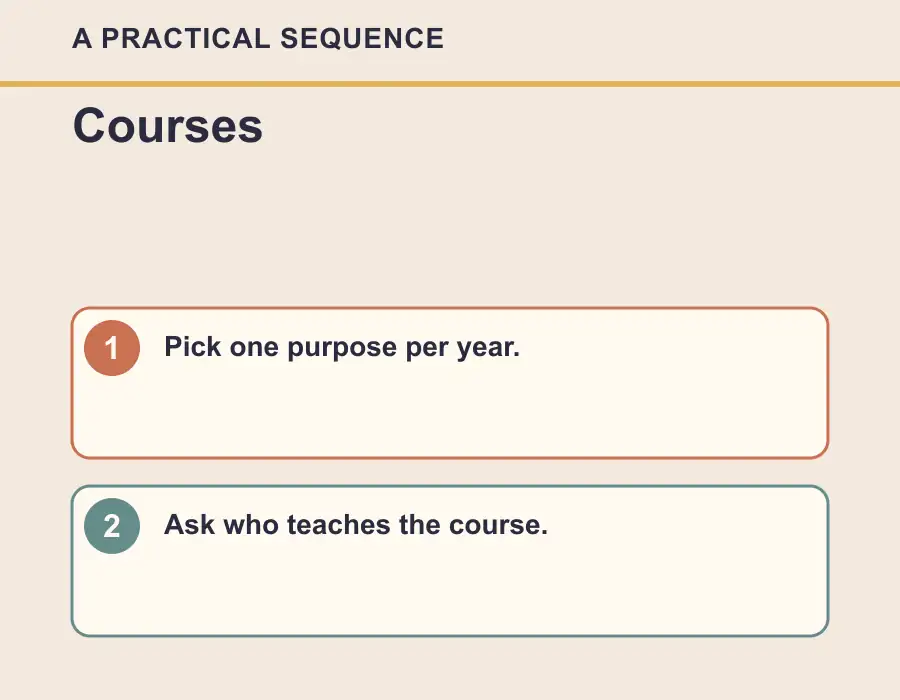 A PRACTICAL SEQUENCE
Courses
1
Pick one purpose per year.
2
Ask who teaches the course.